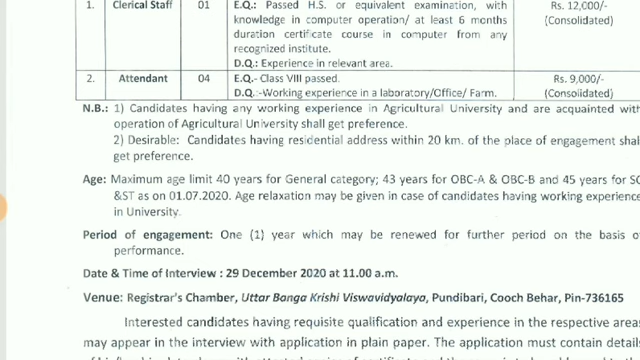 1. Clerical Staff 01 E.Q.: Passed H.S. or equivalent examination, with Rs. 12,000/-
knowledge in computer operation/ at least 6 months (Consolidated)
duration certificate course in computer from any
recognized institute.
D.Q.: Experience in relevant area.
2. Attendant 04 E.Q.- Class VIII passed. Rs. 9,000/-
D.Q.-Working experience in a laboratory/Office/ Farm. (Consolidated)
N.B.: 1) Candidates having any working experience in Agricultural University and are acquainted with
operation of Agricultural University shall get preference.
2) Desirable: Candidates having residential address within 20 km. of the place of engagement shal
get preference.
Age: Maximum age limit 40 years for General category; 43 years for OBC-A & OBC-B and 45 years for SC
&ST as on 01.07.2020. Age relaxation may be given in case of candidates having working experience
in University.
Period of engagement: One (1) year which may be renewed for further period on the basis o
performance.
Date & Time of Interview : 29 December 2020 at 11.00 a.m.
Venue: Registrar's Chamber, Uttar Banga Krishi Viswavidyalaya, Pundibari, Cooch Behar, Pin-736165
Interested candidates having requisite qualification and experience in the respective areas
may appear in the interview with application in plain paper. The application must contain details